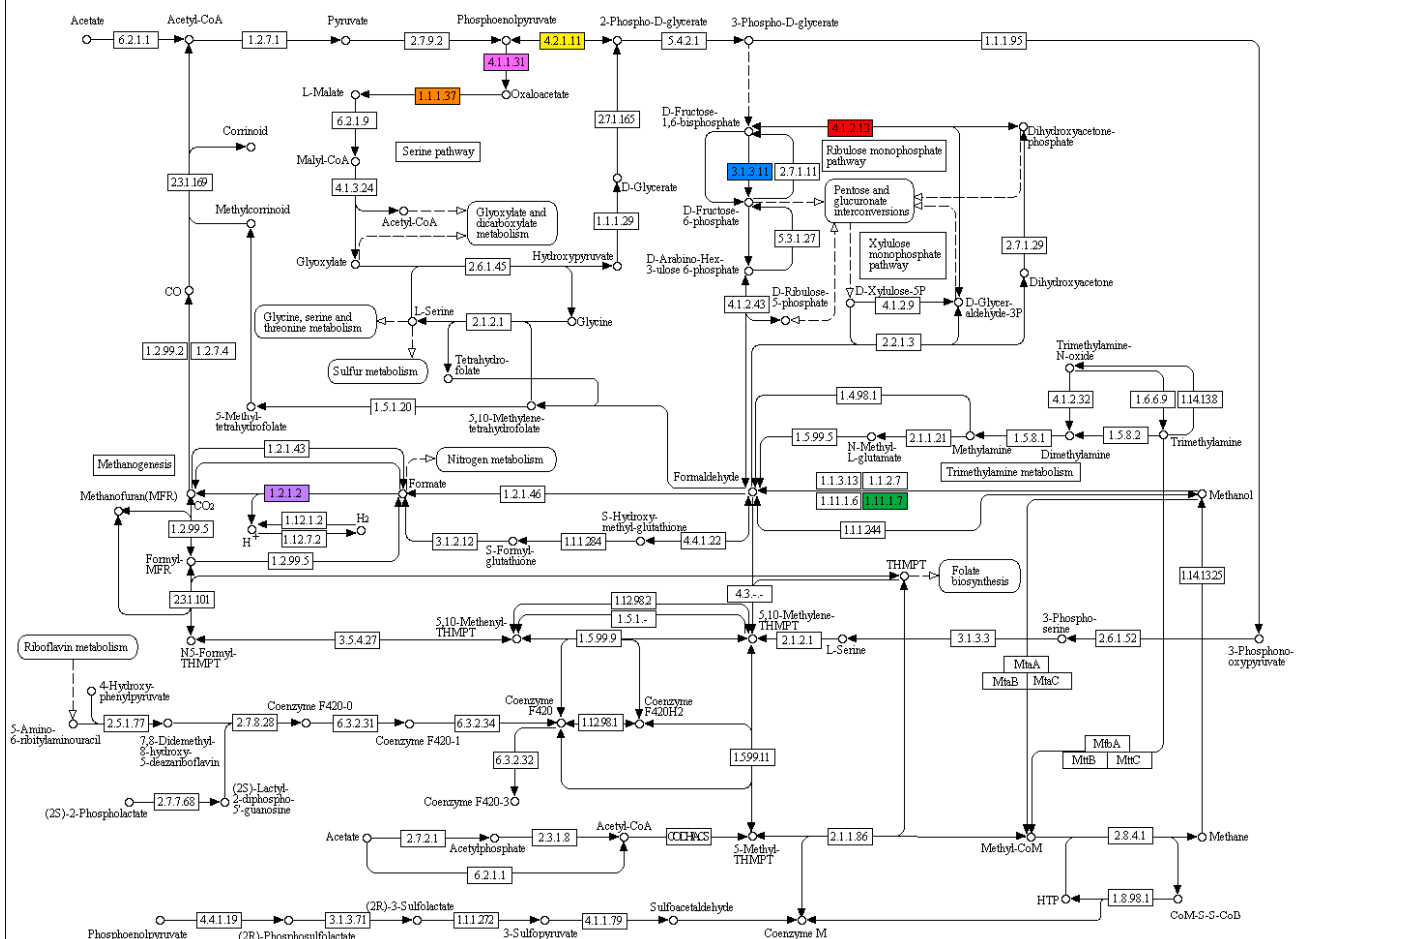 Acetate
Acetyl-CoA
Pyruvate
Phosphoenolpyruvate
2-Phospho-D-glycerate
3-Phospho-D-glycerate
6.2.1.1
1.2.7.1
2.7.9.2
4.2.1.11
5.4.2.1
1.1.1.95
4.1.1.31
L-Malate
1.1.1.37
Oxaloacetate
6.2.1.9
2.7.1.165
D-Fructose-
1,6-bisphosphate
4.1.2.13
Dihydroxyacetone-
phosphate
Corrinoid
Serine pathway
Ribulose monophosphate
pathway
Malyl-CoA
3.1.3.11
2.7.1.11
2.3.1.169
4.1.3.24
D-Glycerate
Pentose and
glucuronate
interconversions
Methylcorrinoid
Acetyl-CoA
Glyoxylate and
dicarboxylate
metabolism
1.1.1.29
D-Fructose-
6-phosphate
5.3.1.27
Xylulose
monophosphate
pathway
2.7.1.29
Glyoxylate
2.6.1.45
Hydroxypyruvate
D-Arabino-Hex-
3-ulose 6-phosphate
Dihydroxyacetone
CO
4.1.2.43
D-Ribulose-
5-phosphate
D-Xylulose-5P
4.1.2.9
D-Glycer-
aldehyde-3P
Glycine, serine and
threonine metabolism
L-Serine
2.1.2.1
Glycine
2.2.1.3
1.2.99.2
1.2.7.4
Sulfur metabolism
Tetrahydro-
folate
Trimethylamine-
N-oxide
5-Methyl-
tetrahydrofolate
1.5.1.20
5,10-Methylene-
tetrahydrofolate
1.4.98.1
4.1.2.32
1.6.6.9
1.14.13.8
1.5.99.5
N-Methyl-
L-glutamate
2.1.1.21
Methylamine
1.5.8.1
Dimethylamine
1.5.8.2
Trimethylamine
Methanogenesis
1.2.1.43
Nitrogen metabolism
Trimethylamine metabolism
Methanofuran(MFR)
CO2
1.2.1.2
Formate
1.2.1.46
Formaldehyde
1.1.3.13
1.1.2.7
1.11.1.6
1.11.1.7
Methanol
1.2.99.5
H+
1.12.1.2
H2
1.12.7.2
S-Hydroxy-
methyl-glutathione
1.1.1.244
3.1.2.12
S-Formyl-
glutathione
1.1.1.284
4.4.1.22
Formyl-
MFR
1.2.99.5
THMPT
Folate
biosynthesis
1.14.13.25
2.3.1.101
4.3.-.-
1.12.98.2
1.5.1.-
5,10-Methenyl-
THMPT
5,10-Methylene-
THMPT
3-Phospho-
serine
N5-Formyl-
THMPT
3.5.4.27
1.5.99.9
2.1.2.1
L-Serine
3.1.3.3
2.6.1.52
3-Phosphono-
oxypyruvate
Riboflavin metabolism
MtaA
MtaB
MtaC
4-Hydroxy-
phenylpyruvate
5-Amino-
6-ribitylaminouracil
2.5.1.77
7,8-Didemethyl-
8-hydroxy-
5-deazariboflavin
2.7.8.28
Coenzyme F420-0
6.3.2.31
Coenzyme F420-1
6.3.2.34
Coenzyme
F420
1.12.98.1
Coenzyme
F420H2
6.3.2.32
1.5.99.11
MfbA
MttB
MttC
(2S)-2-Phospholactate
2.7.7.68
(2S)-Lactyl-
2-diphospho-
5'-guanosine
Coenzyme F420-3
Acetate
2.7.2.1
Acetylphosphate
2.3.1.8
Acetyl-CoA
5-Methyl-
THMPT
2.1.1.86
Methyl-CoM
2.8.4.1
Methane
6.2.1.1
HTP
1.8.98.1
CoM-S-S-CoB
Phosphoenolpyruvate
4.4.1.19
(2R)-Phosphosulfolactate
3.1.3.71
(2R)-3-Sulfolactate
1.1.1.272
3-Sulfopyruvate
4.1.1.79
Sulfoacetaldehyde
Coenzyme M